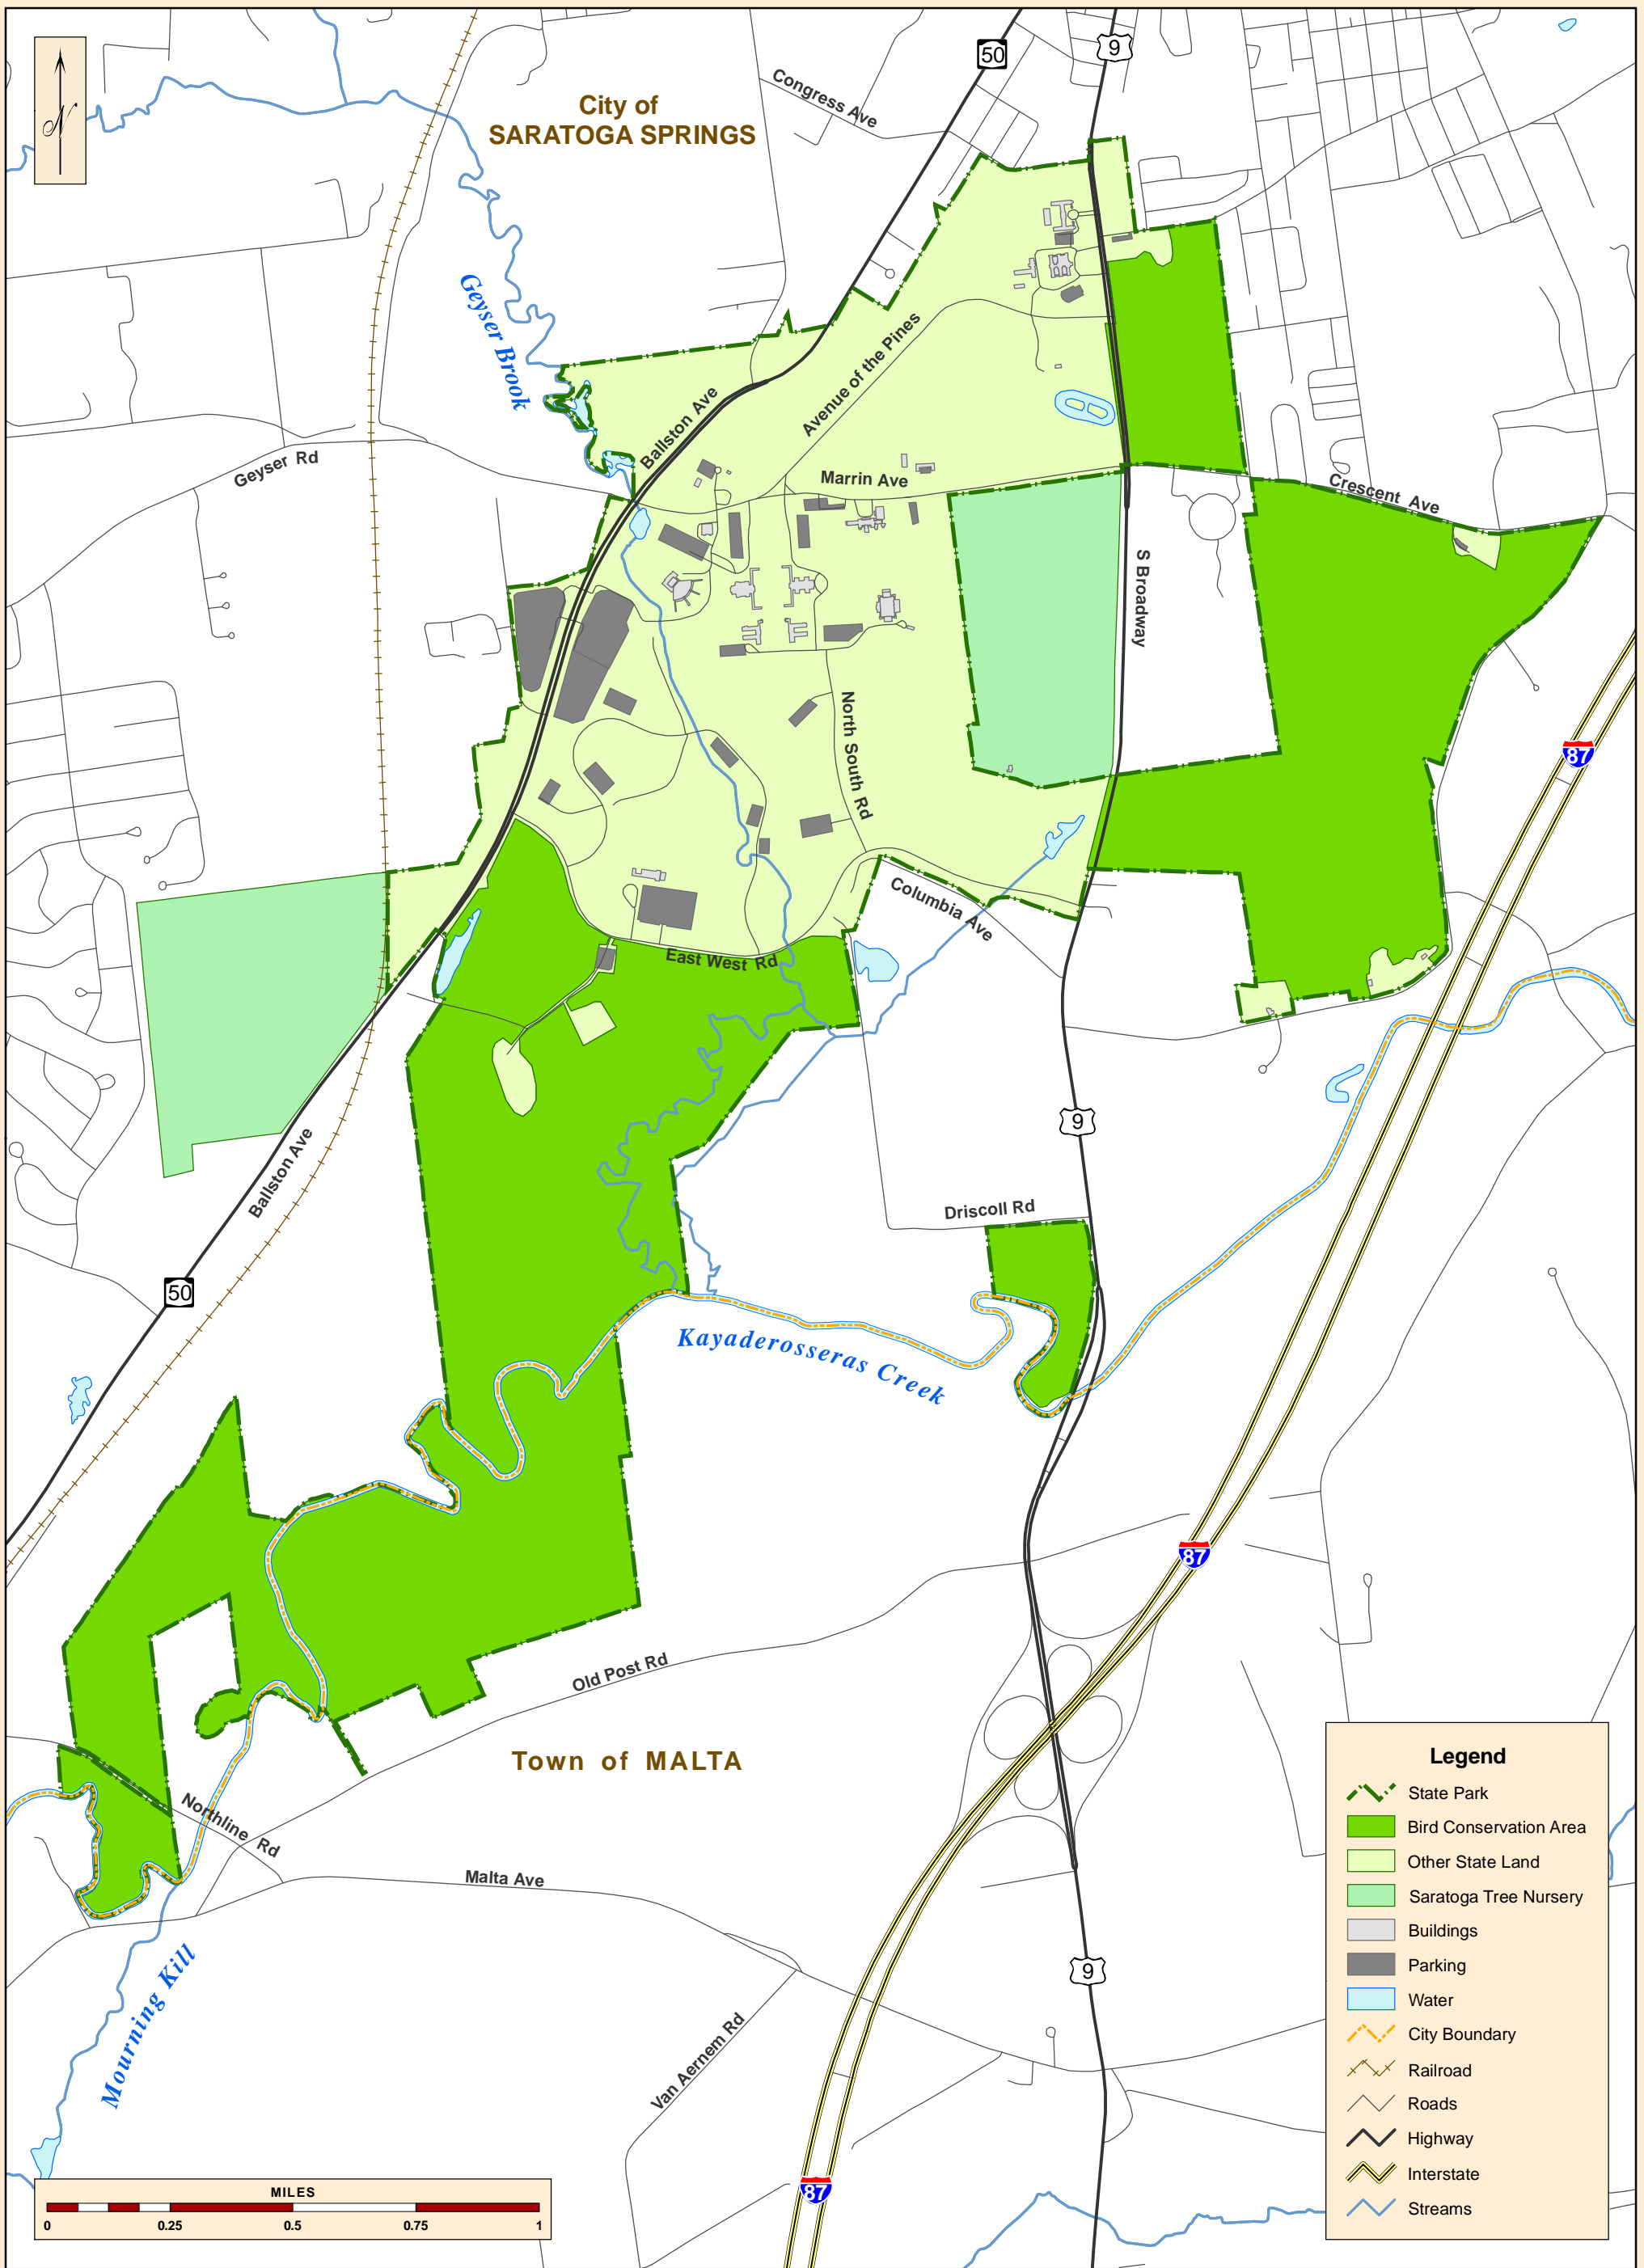 50
9
N
City of
SARATOGA SPRINGS
Congress Ave
Geyser Brook
Avenue of the Pines
Ballston Ave
Geyser Rd
Marrin Ave
Crescent Ave
S Broadway
North South Rd
87
Columbia Ave
East West Rd
9
Ballston Ave
Driscoll Rd
50
Kayaderosseras Creek
87
Old Post Rd
Town of MALTA
Northline Rd
Malta Ave
Mourning Kill
9
Van Aernem Rd
87
Legend
State Park
Bird Conservation Area
Other State Land
Saratoga Tree Nursery
Buildings
Parking
Water
City Boundary
Railroad
Roads
Highway
Interstate
Streams
MILES
0 0.25 0.5 0.75 1